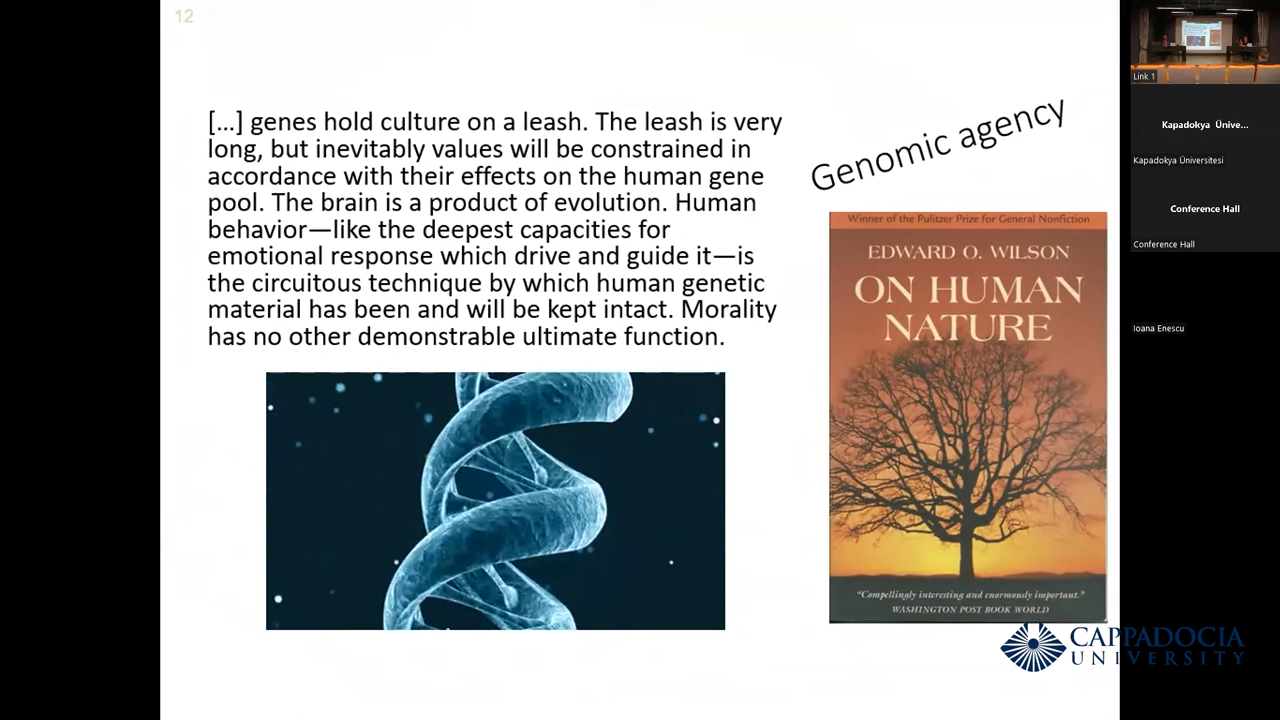 12
[...] genes hold culture on a leash. The leash is very
long, but inevitably values will be constrained in
accordance with their effects on the human gene
pool. The brain is a product of evolution. Human
behavior—like the deepest capacities for
emotional response which drive and guide it—is
the circuitous technique by which human genetic
material has been and will be kept intact. Morality
has no other demonstrable ultimate function.
Genomic agency
Winner of the Pulitzer Prize for General Nonfiction
EDWARD O. WILSON
ON HUMAN
NATURE
"Compellingly interesting and enormously important."
WASHINGTON POST BOOK WORLD
CAPPADOCIA
UNIVERSITY
Link 1
Kapadokya Ünive...
Kapadokya Üniversitesi
Conference Hall
Conference Hall
Ioana Enescu